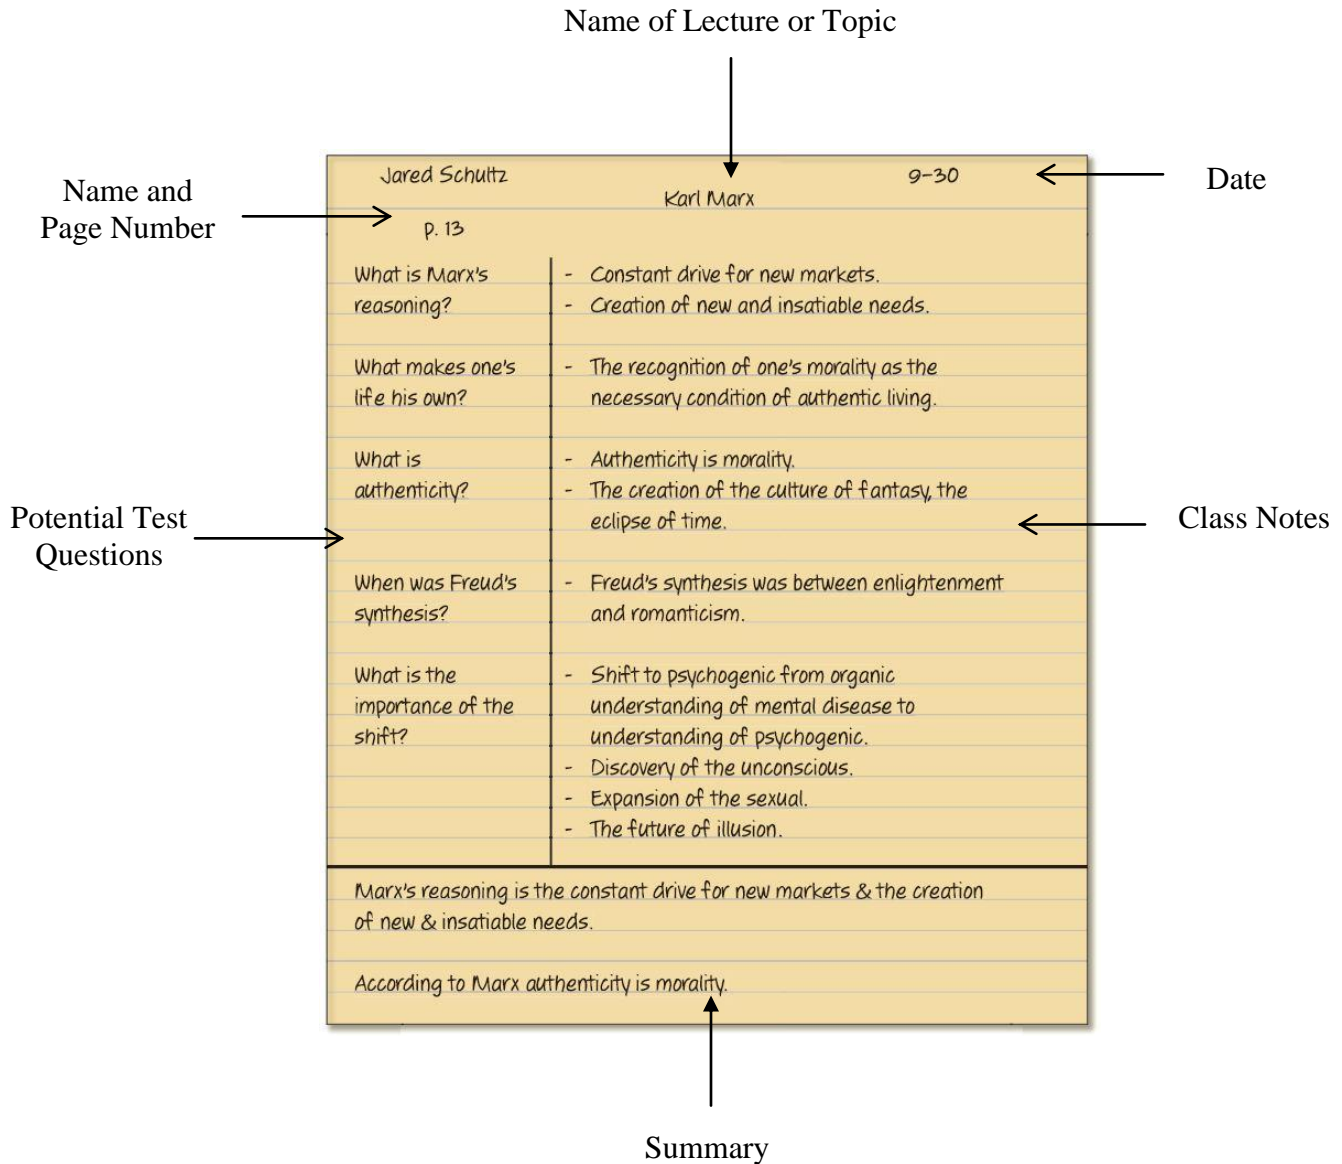 Name of Lecture or Topic
Jared Schultz
9-30
Karl Marx
p. 13
Name and
Page Number
Date
What is Marx's
reasoning?
- Constant drive for new markets.
- Creation of new and insatiable needs.
What makes one's
life his own?
- The recognition of one's morality as the
necessary condition of authentic living.
What is
authenticity?
- Authenticity is morality.
- The creation of the culture of fantasy, the
eclipse of time.
Potential Test
Questions
Class Notes
When was Freud's
synthesis?
- Freud's synthesis was between enlightenment
and romanticism.
What is the
importance of the
shift?
- Shift to psychogenic from organic
understanding of mental disease to
understanding of psychogenic.
- Discovery of the unconscious.
- Expansion of the sexual.
- The future of illusion.
Marx's reasoning is the constant drive for new markets & the creation
of new & insatiable needs.
According to Marx authenticity is morality.
Summary